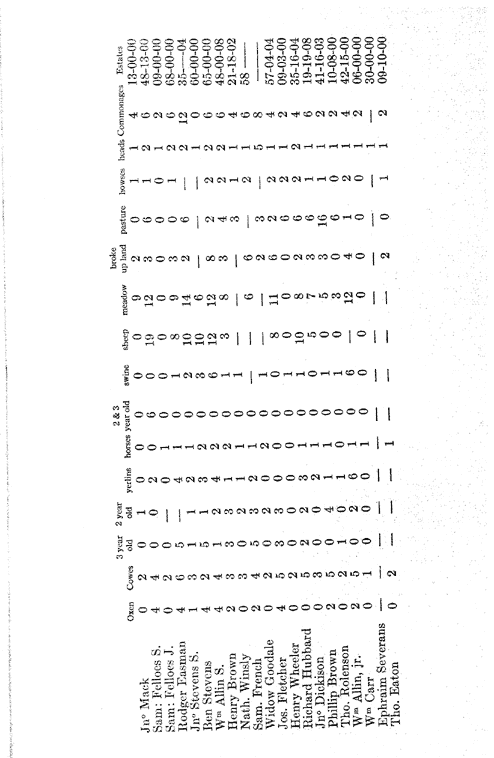 Oxen Cowes 3 year old 2 year old yerlins horses 2 & 3 year old swine sheep meadow broke up land pasture howses heads Commonages Estates
Jnº Mack 0 2 0 1 0 0 0 0 0 9 2 0 1 1 4 13-00-00
Sam: Felloes S. 4 4 0 0 2 0 6 0 19 12 3 6 1 2 6 48-13-00
Sam: Felloes J. 0 2 0 — 0 1 0 0 0 0 0 0 0 1 2 09-00-00
Rodger Easman 4 6 5 — 4 1 0 1 8 9 3 0 1 2 6 68-00-00
Jnº Stevens S. 1 3 1 1 2 1 0 2 10 14 2 6 — 2 12 35——04
Ben Stevens 4 2 5 1 3 2 0 3 10 6 — — — 1 0 60-00-00
Wᵐ Allin S. 4 4 1 2 4 2 0 6 12 12 8 2 2 2 6 65-00-00
Henry Brown 2 3 3 3 1 2 0 1 3 8 3 4 2 2 6 48-00-08
Nath. Winsly 0 3 0 2 1 1 0 1 — — — 3 1 1 4 21-18-02
Sam. French 2 4 5 3 2 1 0 — — 6 6 — 2 1 6 58 ——
Widow Goodale 0 2 2 2 2 2 0 1 — — 2 3 — 5 8 ——
Jos. Fletcher 4 5 3 3 0 0 0 0 8 11 6 2 2 1 4 57-04-04
Henry Wheeler 0 2 0 0 0 0 0 1 0 0 0 6 2 1 2 09-03-00
Richard Hubbard 0 5 2 2 3 1 0 1 10 8 2 6 2 2 4 35-16-04
Jnº Dickison 0 3 0 0 2 1 0 0 5 7 3 6 1 1 6 19-19-08
Phillip Brown 2 5 0 4 1 1 0 1 0 5 3 16 1 1 2 41-16-03
Tho. Rolenson 0 2 1 0 1 0 0 1 0 3 0 6 0 1 2 10-08-00
Wᵐ Allin, jr. 2 5 0 2 6 1 0 6 — 12 4 1 2 1 4 42-15-00
Wᵐ Carr 0 1 0 0 0 1 0 0 0 — 0 0 0 1 2 06-00-00
Ephraim Severans — — — — — — — — — — — — — 1 — 30-00-00
Tho. Eaton 0 2 — — — 1 — — — — 2 0 1 1 2 09-10-00